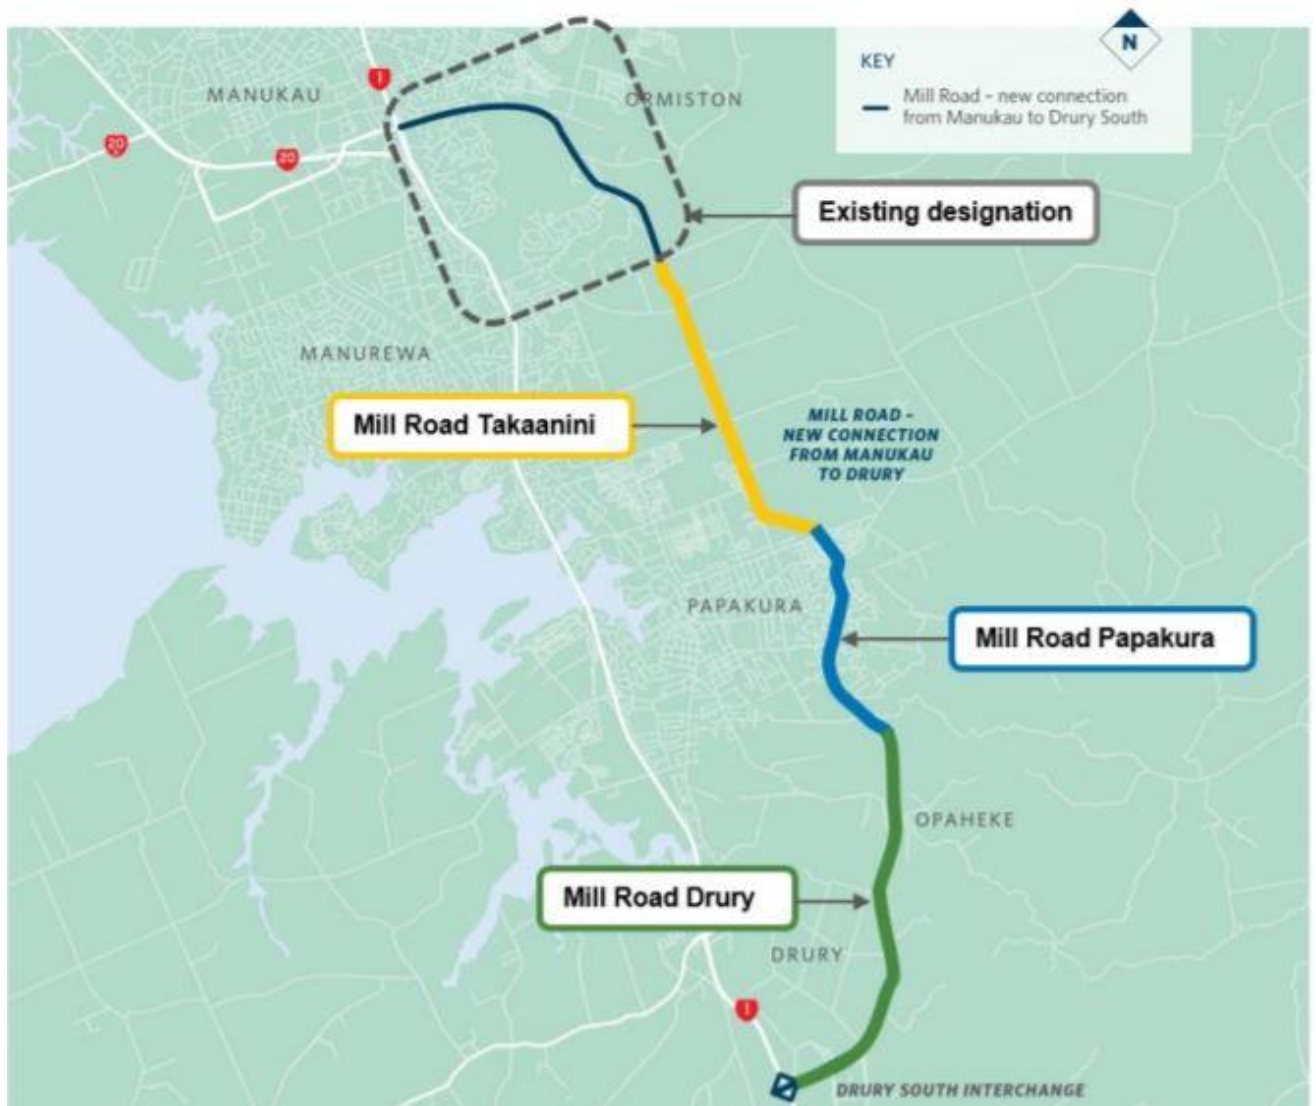 N
KEY
Mill Road - new connection
from Manukau to Drury South
1
MANUKAU
ORMISTON
20
20
Existing designation
MANUREWA
Mill Road Takaanini
MILL ROAD -
NEW CONNECTION
FROM MANUKAU
TO DRURY
PAPAKURA
Mill Road Papakura
OPAHEKE
Mill Road Drury
DRURY
1
DRURY SOUTH INTERCHANGE